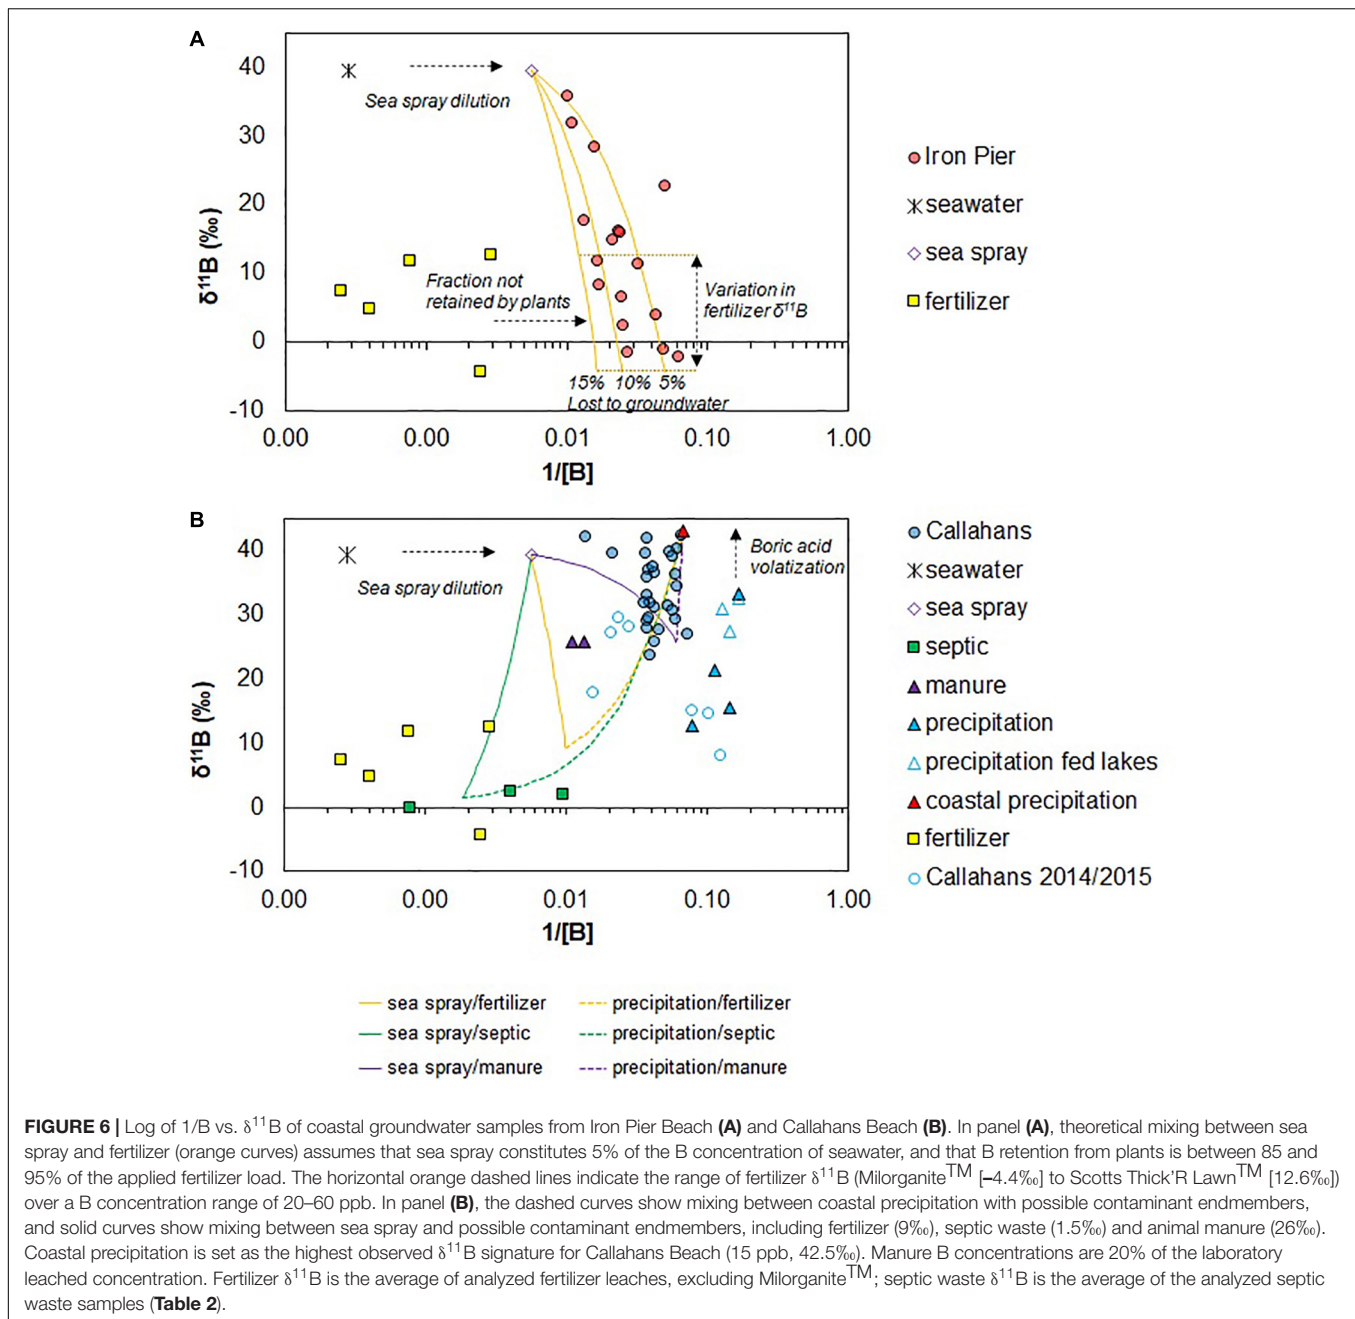 A
40
30
20
10
0
-10
δ¹¹B (‰)
Sea spray dilution
Fraction not
retained by plants
Variation in
fertilizer δ¹¹B
15% 10% 5%
Lost to groundwater
0.00 0.00 0.01 0.10 1.00
1/[B]
Iron Pier
seawater
sea spray
fertilizer
B
40
30
20
10
0
-10
δ¹¹B (‰)
Sea spray dilution
Boric acid
volatization
0.00 0.00 0.01 0.10 1.00
1/[B]
Callahans
seawater
sea spray
septic
manure
precipitation
precipitation fed lakes
coastal precipitation
fertilizer
Callahans 2014/2015
sea spray/fertilizer precipitation/fertilizer
sea spray/septic precipitation/septic
sea spray/manure precipitation/manure
FIGURE 6 | Log of 1/B vs. δ¹¹B of coastal groundwater samples from Iron Pier Beach (A) and Callahans Beach (B). In panel (A), theoretical mixing between sea
spray and fertilizer (orange curves) assumes that sea spray constitutes 5% of the B concentration of seawater, and that B retention from plants is between 85 and
95% of the applied fertilizer load. The horizontal orange dashed lines indicate the range of fertilizer δ¹¹B (Milorganite™ [–4.4‰] to Scotts Thick'R Lawn™ [12.6‰])
over a B concentration range of 20–60 ppb. In panel (B), the dashed curves show mixing between coastal precipitation with possible contaminant endmembers,
and solid curves show mixing between sea spray and possible contaminant endmembers, including fertilizer (9‰), septic waste (1.5‰) and animal manure (26‰).
Coastal precipitation is set as the highest observed δ¹¹B signature for Callahans Beach (15 ppb, 42.5‰). Manure B concentrations are 20% of the laboratory
leached concentration. Fertilizer δ¹¹B is the average of analyzed fertilizer leaches, excluding Milorganite™; septic waste δ¹¹B is the average of the analyzed septic
waste samples (Table 2).